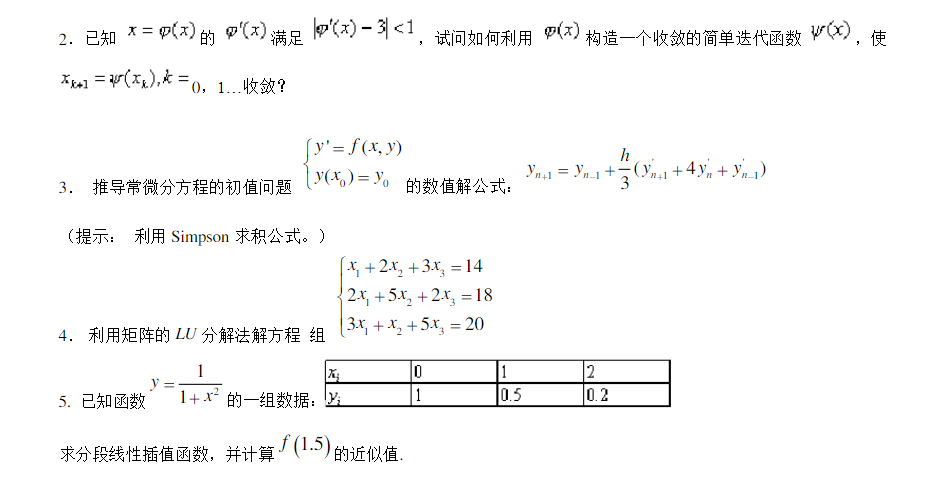 2. 已知 x = φ(x) 的 φ'(x) 满足 |φ'(x) − 3| < 1，试问如何利用 φ(x) 构造一个收敛的简单迭代函数 ψ(x)，使
x_{k+1} = ψ(x_k), k = 0，1…收敛？
3． 推导常微分方程的初值问题 { y' = f(x, y) ; y(x_0) = y_0 的数值解公式： y_{n+1} = y_{n−1} + h/3 (y'_{n+1} + 4y'_n + y'_{n−1})
（提示： 利用 Simpson 求积公式。）
4． 利用矩阵的 LU 分解法解方程 组 { x_1 + 2x_2 + 3x_3 = 14 ; 2x_1 + 5x_2 + 2x_3 = 18 ; 3x_1 + x_2 + 5x_3 = 20
5. 已知函数 y = 1/(1 + x^2) 的一组数据：
x_i 0 1 2
y_i 1 0.5 0.2
求分段线性插值函数，并计算 f(1.5) 的近似值.